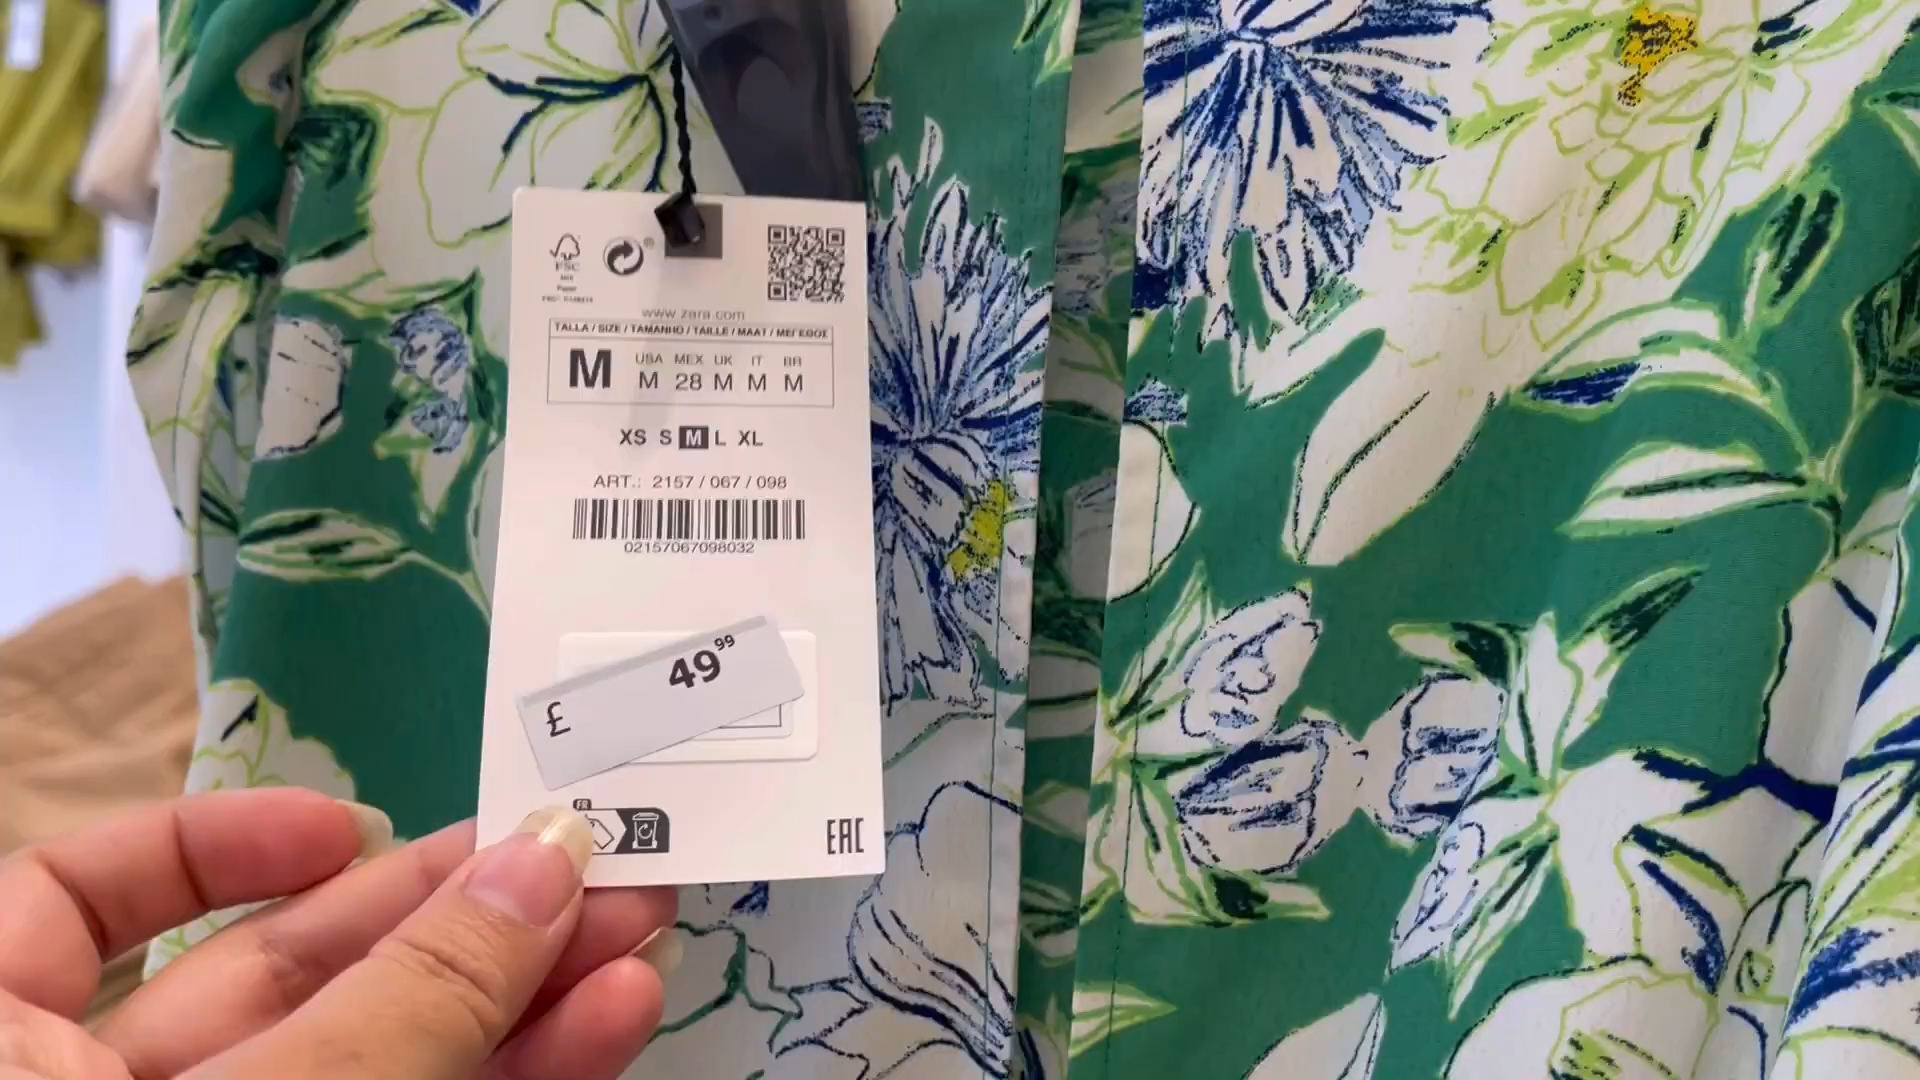 FSC
www.zara.com
TALLA / SIZE / TAMANHO / TAILLE / MAAT / ΜΕΓΕΘΟΣ
M USA MEX UK IT BR
M 28 M M M
XS S M L XL
ART.: 2157 / 067 / 098
02157067098032
49 99
£
FR
EAC